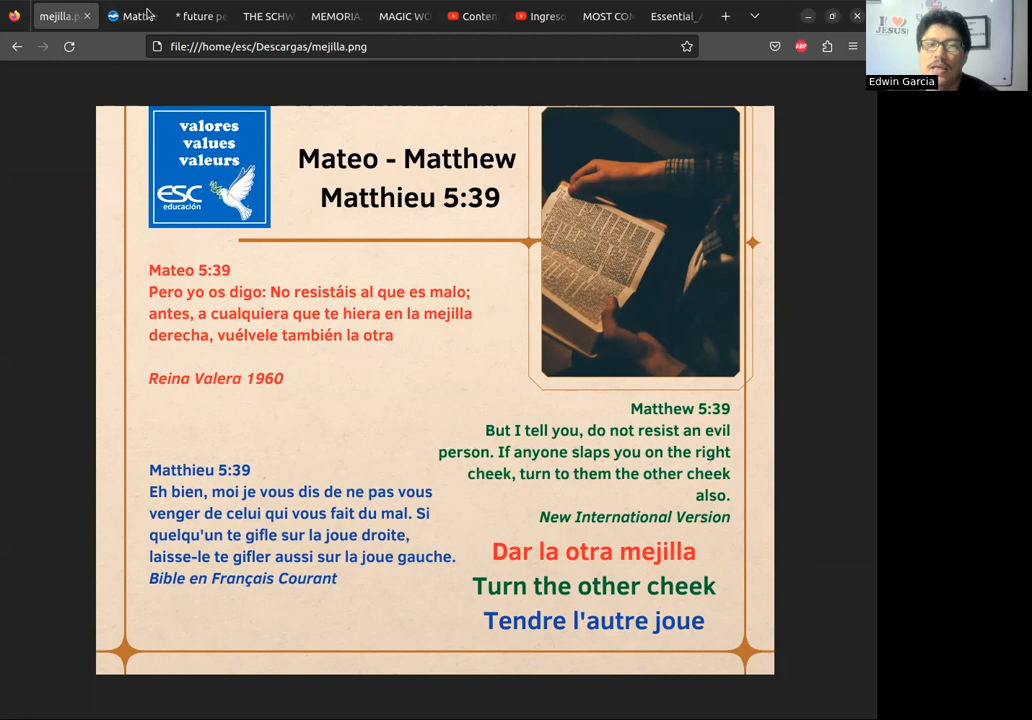 mejilla.p
Matth
* future pe
THE SCHW
MEMORIA
MAGIC WO
Conten
Ingreso
MOST CO
Essential_
file:///home/esc/Descargas/mejilla.png
ABP
I
JESUS!
Edwin Garcia
valores
values
valeurs
esc
educación
Mateo - Matthew
Matthieu 5:39
Mateo 5:39
Pero yo os digo: No resistáis al que es malo;
antes, a cualquiera que te hiera en la mejilla
derecha, vuélvele también la otra
Reina Valera 1960
Matthew 5:39
But I tell you, do not resist an evil
person. If anyone slaps you on the right
cheek, turn to them the other cheek
also.
New International Version
Matthieu 5:39
Eh bien, moi je vous dis de ne pas vous
venger de celui qui vous fait du mal. Si
quelqu'un te gifle sur la joue droite,
laisse-le te gifler aussi sur la joue gauche.
Bible en Français Courant
Dar la otra mejilla
Turn the other cheek
Tendre l'autre joue